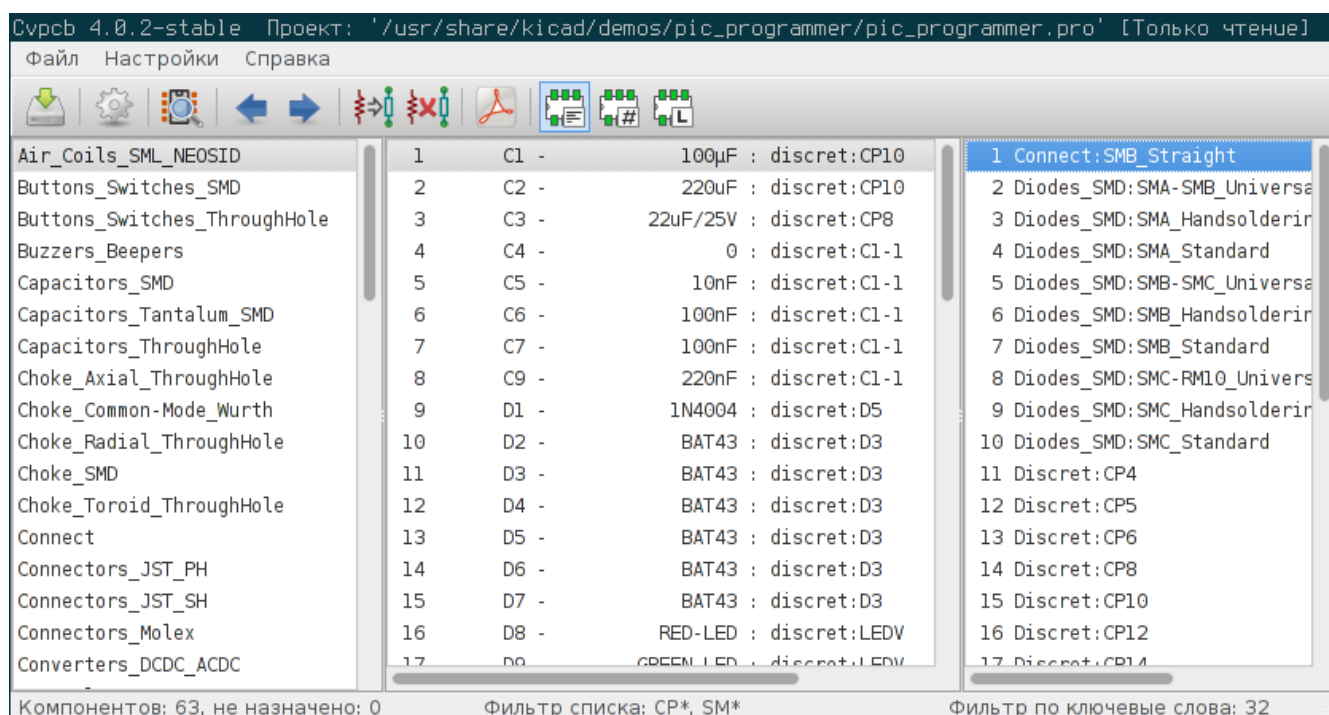 Cvpcb 4.0.2-stable Проект: '/usr/share/kicad/demos/pic_programmer/pic_programmer.pro' [Только чтение]
Файл Настройки Справка
Air_Coils_SML_NEOSID
Buttons_Switches_SMD
Buttons_Switches_ThroughHole
Buzzers_Beepers
Capacitors_SMD
Capacitors_Tantalum_SMD
Capacitors_ThroughHole
Choke_Axial_ThroughHole
Choke_Common-Mode_Wurth
Choke_Radial_ThroughHole
Choke_SMD
Choke_Toroid_ThroughHole
Connect
Connectors_JST_PH
Connectors_JST_SH
Connectors_Molex
Converters_DCDC_ACDC
1 C1 - 100µF : discret:CP10
2 C2 - 220uF : discret:CP10
3 C3 - 22uF/25V : discret:CP8
4 C4 - 0 : discret:C1-1
5 C5 - 10nF : discret:C1-1
6 C6 - 100nF : discret:C1-1
7 C7 - 100nF : discret:C1-1
8 C9 - 220nF : discret:C1-1
9 D1 - 1N4004 : discret:D5
10 D2 - BAT43 : discret:D3
11 D3 - BAT43 : discret:D3
12 D4 - BAT43 : discret:D3
13 D5 - BAT43 : discret:D3
14 D6 - BAT43 : discret:D3
15 D7 - BAT43 : discret:D3
16 D8 - RED-LED : discret:LEDV
17 D9 GREEN-LED : discret:LEDV
1 Connect:SMB_Straight
2 Diodes_SMD:SMA-SMB_Universa
3 Diodes_SMD:SMA_Handsolderin
4 Diodes_SMD:SMA_Standard
5 Diodes_SMD:SMB-SMC_Universa
6 Diodes_SMD:SMB_Handsolderin
7 Diodes_SMD:SMB_Standard
8 Diodes_SMD:SMC-RM10_Univers
9 Diodes_SMD:SMC_Handsolderin
10 Diodes_SMD:SMC_Standard
11 Discret:CP4
12 Discret:CP5
13 Discret:CP6
14 Discret:CP8
15 Discret:CP10
16 Discret:CP12
17 Discret:CP14
Компонентов: 63, не назначено: 0 Фильтр списка: CP*, SM* Фильтр по ключевые слова: 32